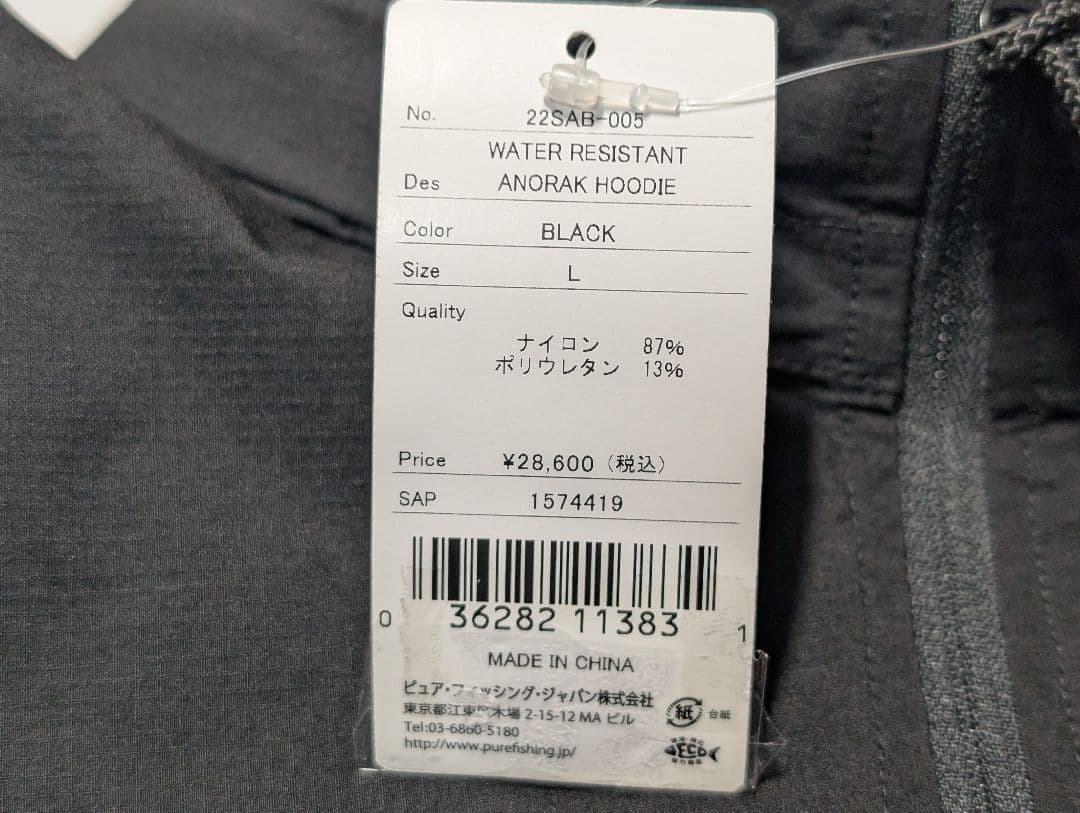 No. 22SAB-005
WATER RESISTANT
Des ANORAK HOODIE
Color BLACK
Size L
Quality
ナイロン 87%
ポリウレタン 13%
Price ¥28,600（税込）
SAP 1574419
0 36282 11383 1
MADE IN CHINA
ピュア・フィッシング・ジャパン株式会社
東京都江東区木場 2-15-12 MA ビル
Tel:03-6860-5180
http://www.purefishing.jp/
紙 台紙
ECO